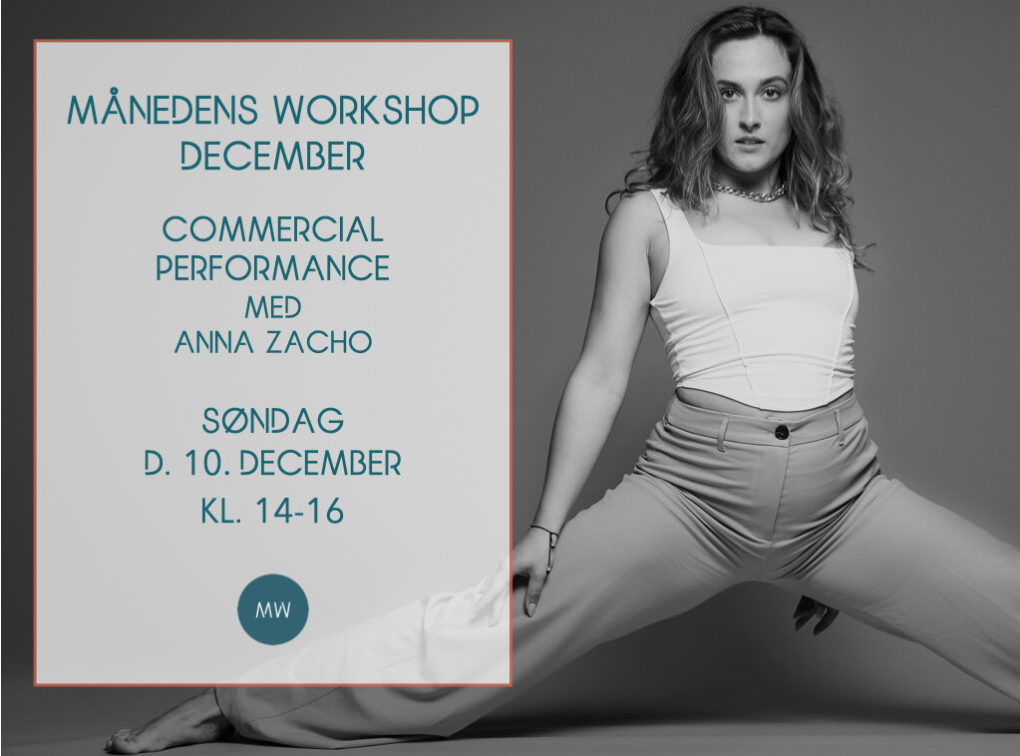 MÅNEDENS WORKSHOP
DECEMBER
COMMERCIAL
PERFORMANCE
MED
ANNA ZACHO
SØNDAG
D. 10. DECEMBER
KL. 14-16
MW